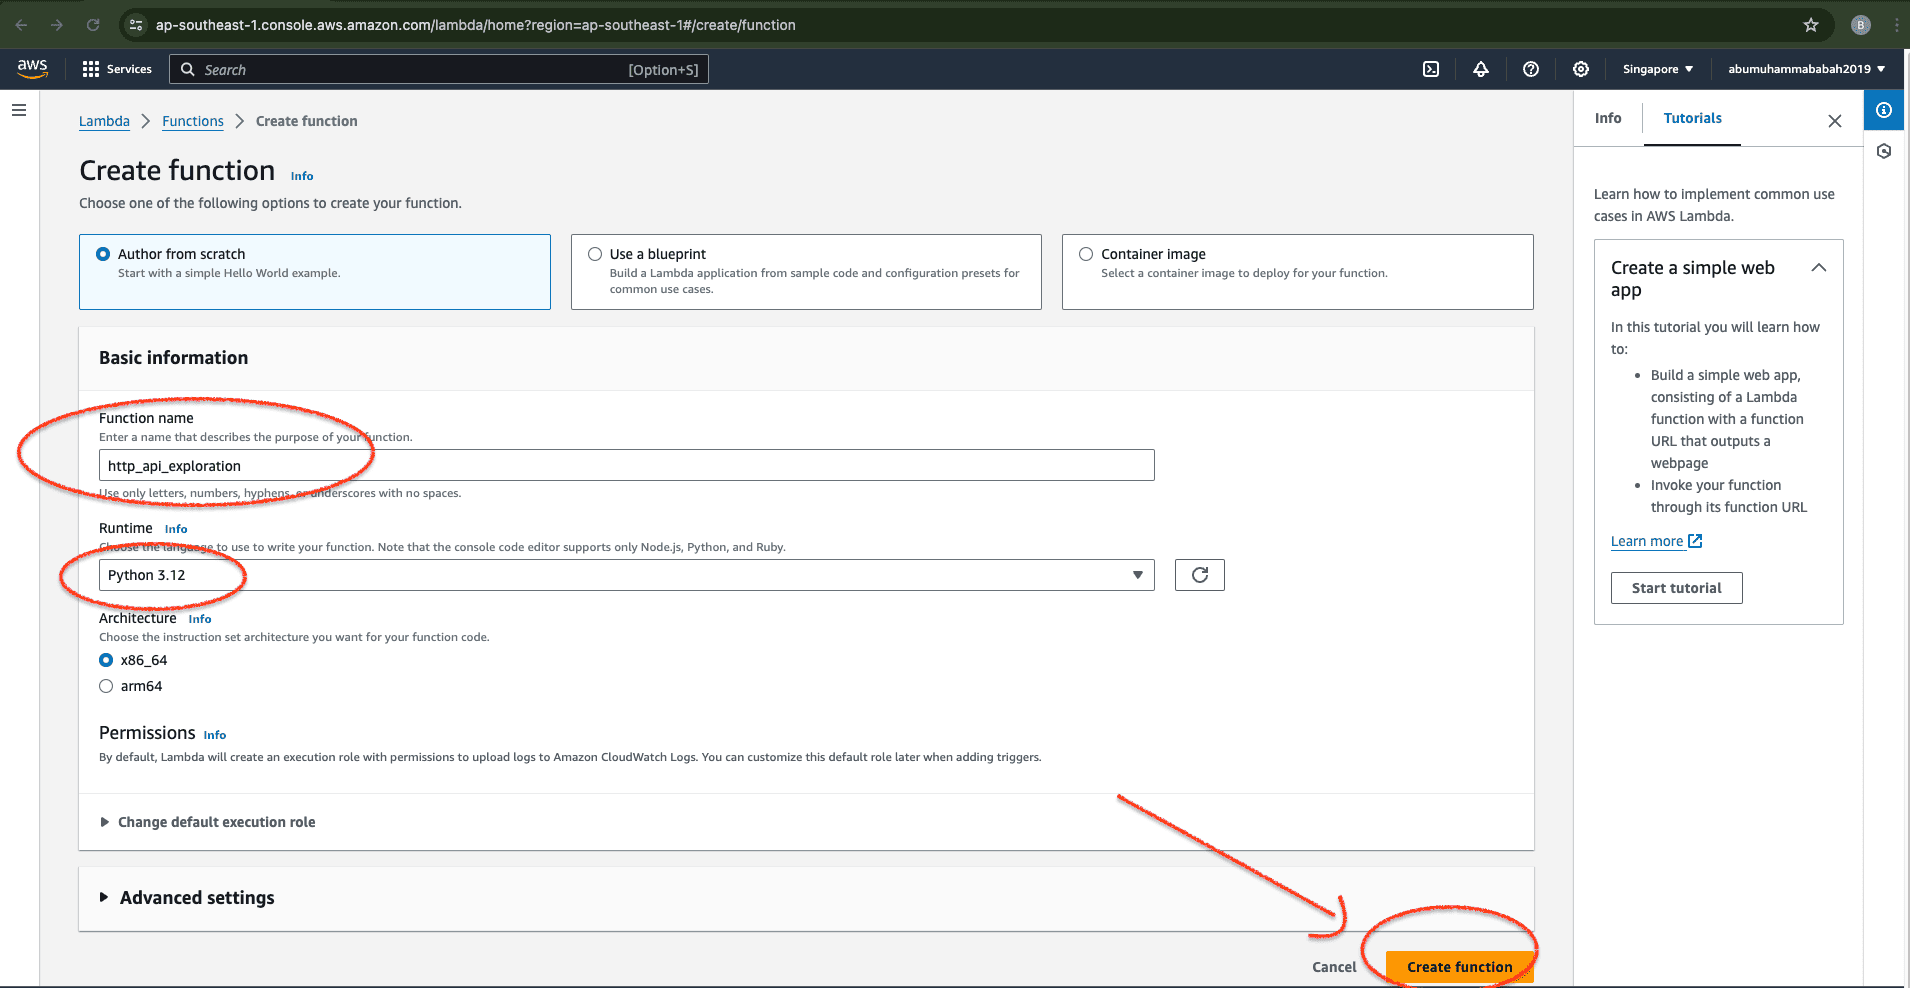 ap-southeast-1.console.aws.amazon.com/lambda/home?region=ap-southeast-1#/create/function
B
aws
Services
Search
[Option+S]
Singapore
abumuhammababah2019
Lambda
Functions
Create function
Create function
Info
Choose one of the following options to create your function.
Author from scratch
Start with a simple Hello World example.
Use a blueprint
Build a Lambda application from sample code and configuration presets for
common use cases.
Container image
Select a container image to deploy for your function.
Basic information
Function name
Enter a name that describes the purpose of your function.
http_api_exploration
Use only letters, numbers, hyphens, or underscores with no spaces.
Runtime Info
Choose the language to use to write your function. Note that the console code editor supports only Node.js, Python, and Ruby.
Python 3.12
Architecture Info
Choose the instruction set architecture you want for your function code.
x86_64
arm64
Permissions Info
By default, Lambda will create an execution role with permissions to upload logs to Amazon CloudWatch Logs. You can customize this default role later when adding triggers.
Change default execution role
Advanced settings
Cancel
Create function
Info
Tutorials
Learn how to implement common use
cases in AWS Lambda.
Create a simple web
app
In this tutorial you will learn how
to:
Build a simple web app,
consisting of a Lambda
function with a function
URL that outputs a
webpage
Invoke your function
through its function URL
Learn more
Start tutorial